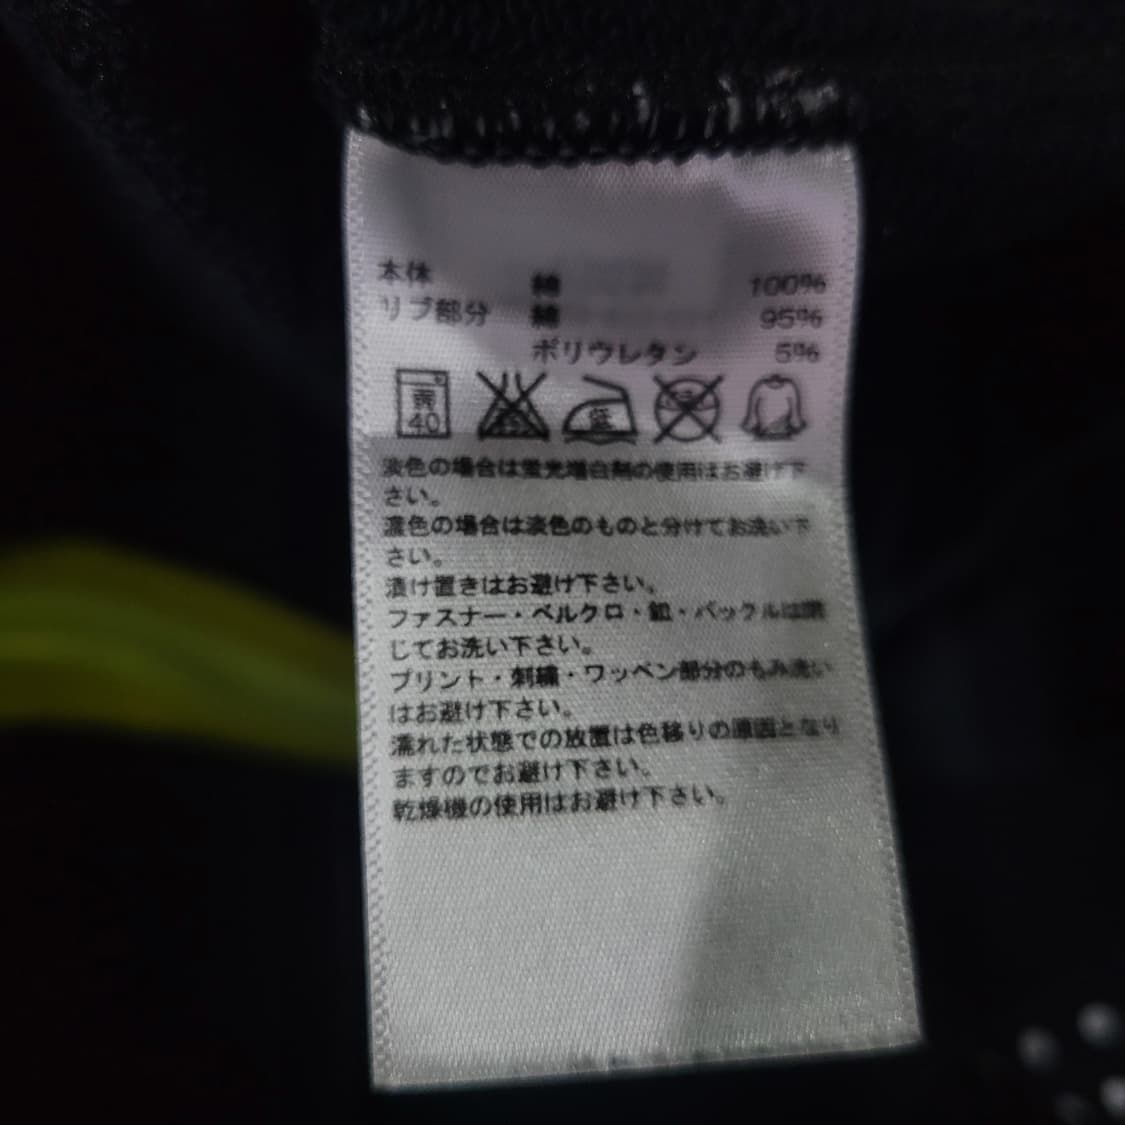 本体 綿 100%
リブ部分 綿 95%
ポリウレタン 5%
弱 40 低
淡色の場合は蛍光増白剤の使用はお避け下
さい。
濃色の場合は淡色のものと分けてお洗い下
さい。
漬け置きはお避け下さい。
ファスナー・ベルクロ・釦・バックルは閉
じてお洗い下さい。
プリント・刺繍・ワッペン部分のもみ洗い
はお避け下さい。
濡れた状態での放置は色移りの原因となり
ますのでお避け下さい。
乾燥機の使用はお避け下さい。